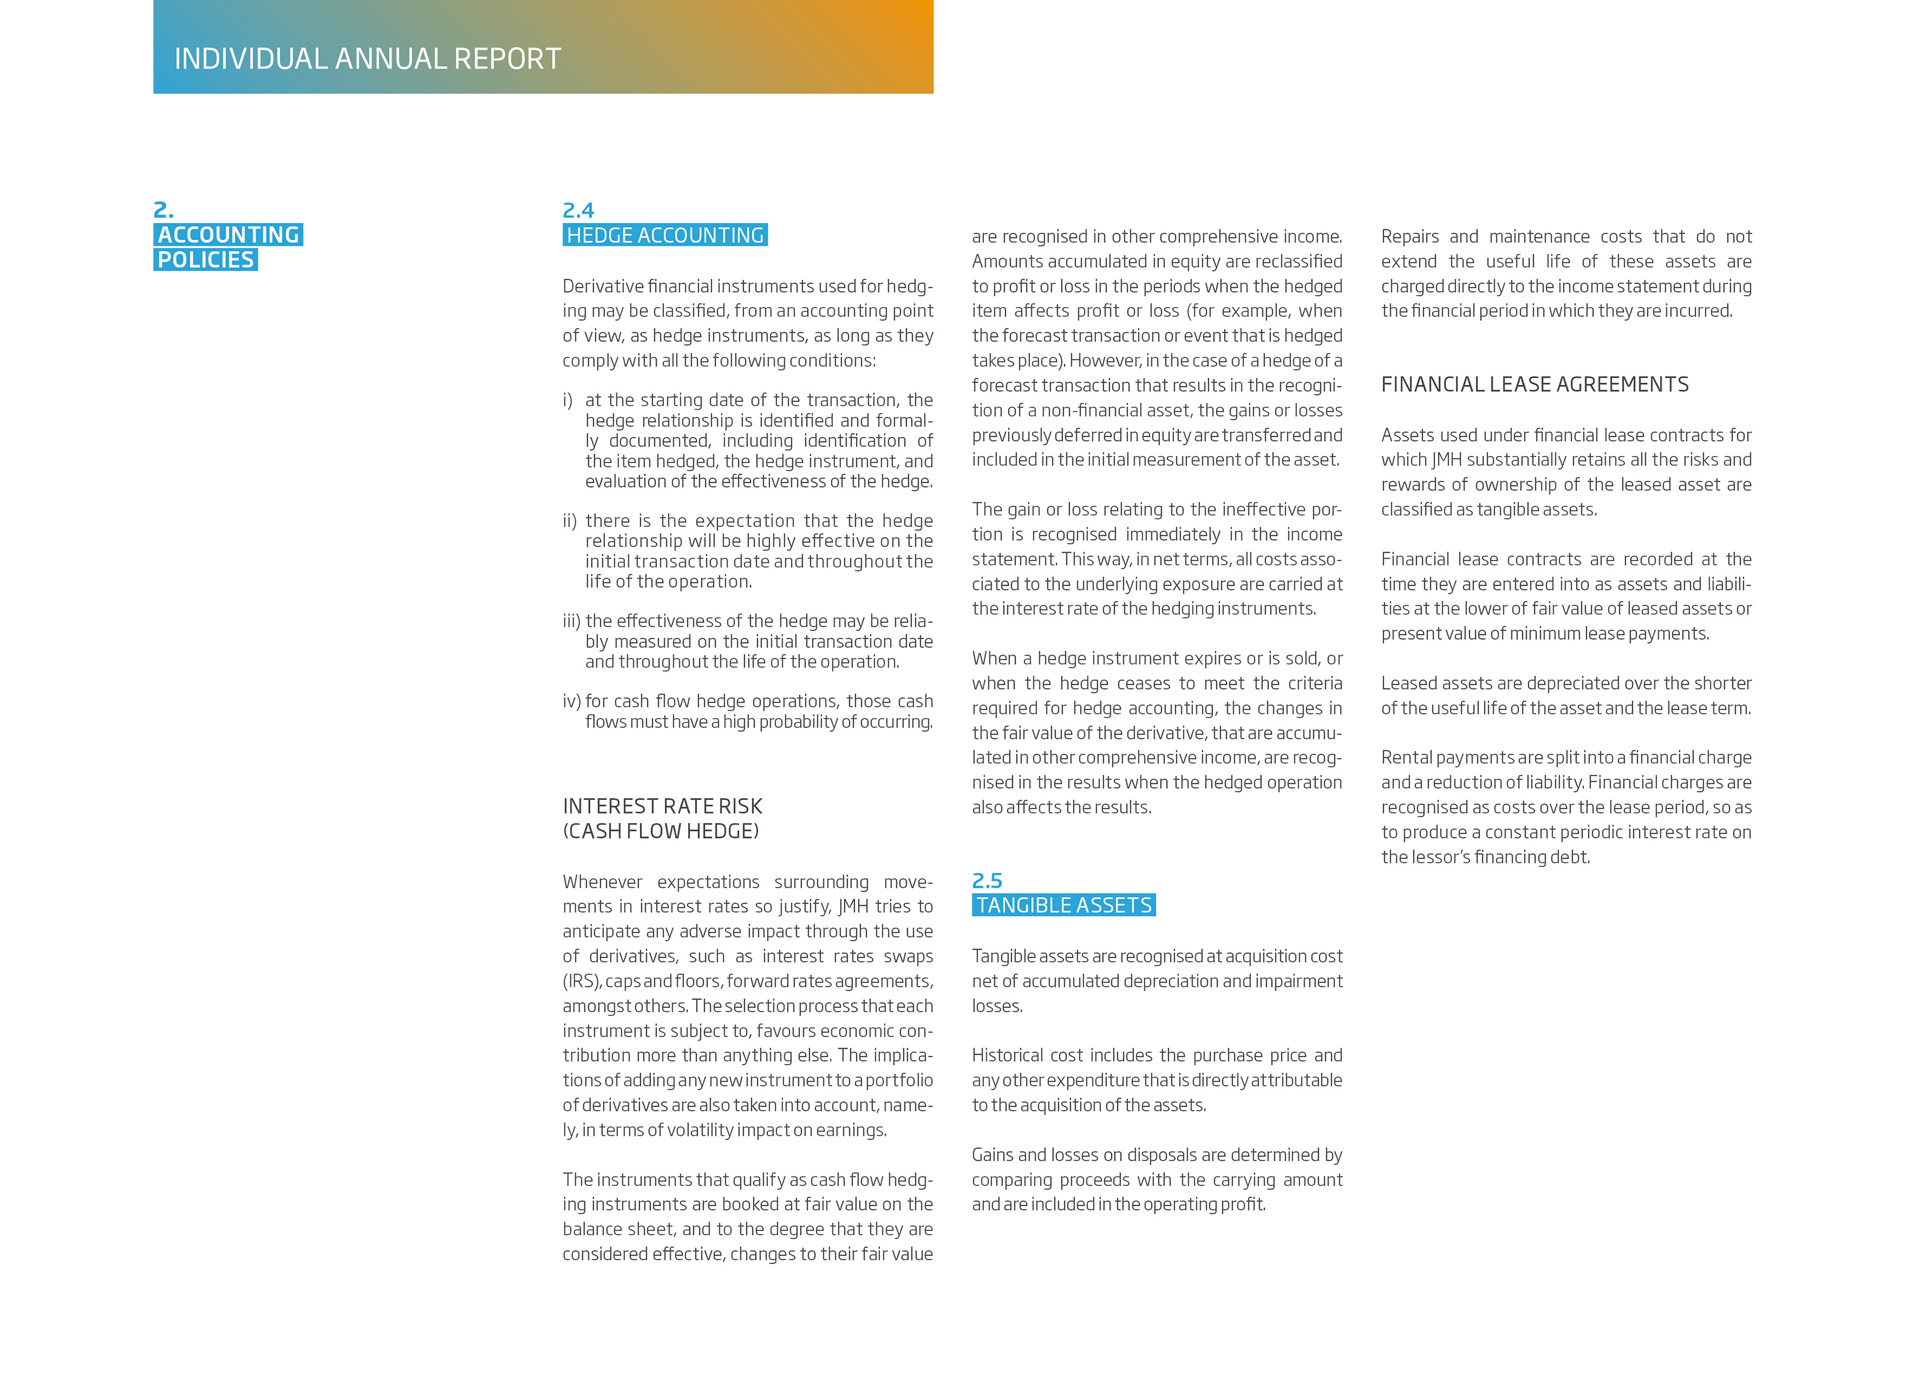 INDIVIDUAL ANNUAL REPORT
2.
ACCOUNTING
POLICIES
2.4
HEDGE ACCOUNTING
Derivative financial instruments used for hedg-
ing may be classified, from an accounting point
of view, as hedge instruments, as long as they
comply with all the following conditions:
i) at the starting date of the transaction, the
hedge relationship is identified and formal-
ly documented, including identification of
the item hedged, the hedge instrument, and
evaluation of the effectiveness of the hedge.
ii) there is the expectation that the hedge
relationship will be highly effective on the
initial transaction date and throughout the
life of the operation.
iii) the effectiveness of the hedge may be relia-
bly measured on the initial transaction date
and throughout the life of the operation.
iv) for cash flow hedge operations, those cash
flows must have a high probability of occurring.
INTEREST RATE RISK
(CASH FLOW HEDGE)
Whenever expectations surrounding move-
ments in interest rates so justify, JMH tries to
anticipate any adverse impact through the use
of derivatives, such as interest rates swaps
(IRS), caps and floors, forward rates agreements,
amongst others. The selection process that each
instrument is subject to, favours economic con-
tribution more than anything else. The implica-
tions of adding any new instrument to a portfolio
of derivatives are also taken into account, name-
ly, in terms of volatility impact on earnings.
The instruments that qualify as cash flow hedg-
ing instruments are booked at fair value on the
balance sheet, and to the degree that they are
considered effective, changes to their fair value
are recognised in other comprehensive income.
Amounts accumulated in equity are reclassified
to profit or loss in the periods when the hedged
item affects profit or loss (for example, when
the forecast transaction or event that is hedged
takes place). However, in the case of a hedge of a
forecast transaction that results in the recogni-
tion of a non-financial asset, the gains or losses
previously deferred in equity are transferred and
included in the initial measurement of the asset.
The gain or loss relating to the ineffective por-
tion is recognised immediately in the income
statement. This way, in net terms, all costs asso-
ciated to the underlying exposure are carried at
the interest rate of the hedging instruments.
When a hedge instrument expires or is sold, or
when the hedge ceases to meet the criteria
required for hedge accounting, the changes in
the fair value of the derivative, that are accumu-
lated in other comprehensive income, are recog-
nised in the results when the hedged operation
also affects the results.
2.5
TANGIBLE ASSETS
Tangible assets are recognised at acquisition cost
net of accumulated depreciation and impairment
losses.
Historical cost includes the purchase price and
any other expenditure that is directly attributable
to the acquisition of the assets.
Gains and losses on disposals are determined by
comparing proceeds with the carrying amount
and are included in the operating profit.
Repairs and maintenance costs that do not
extend the useful life of these assets are
charged directly to the income statement during
the financial period in which they are incurred.
FINANCIAL LEASE AGREEMENTS
Assets used under financial lease contracts for
which JMH substantially retains all the risks and
rewards of ownership of the leased asset are
classified as tangible assets.
Financial lease contracts are recorded at the
time they are entered into as assets and liabili-
ties at the lower of fair value of leased assets or
present value of minimum lease payments.
Leased assets are depreciated over the shorter
of the useful life of the asset and the lease term.
Rental payments are split into a financial charge
and a reduction of liability. Financial charges are
recognised as costs over the lease period, so as
to produce a constant periodic interest rate on
the lessor's financing debt.